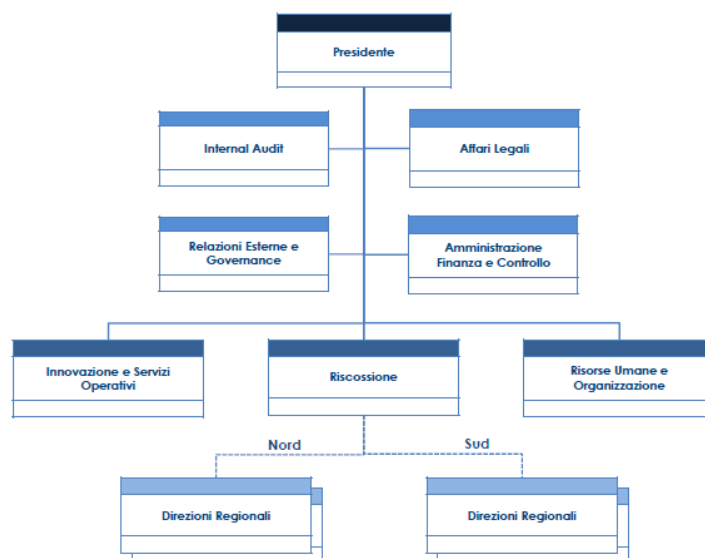 Presidente
Internal Audit
Affari Legali
Relazioni Esterne e
Governance
Amministrazione
Finanza e Controllo
Innovazione e Servizi
Operativi
Riscossione
Risorse Umane e
Organizzazione
Nord
Sud
Direzioni Regionali
Direzioni Regionali